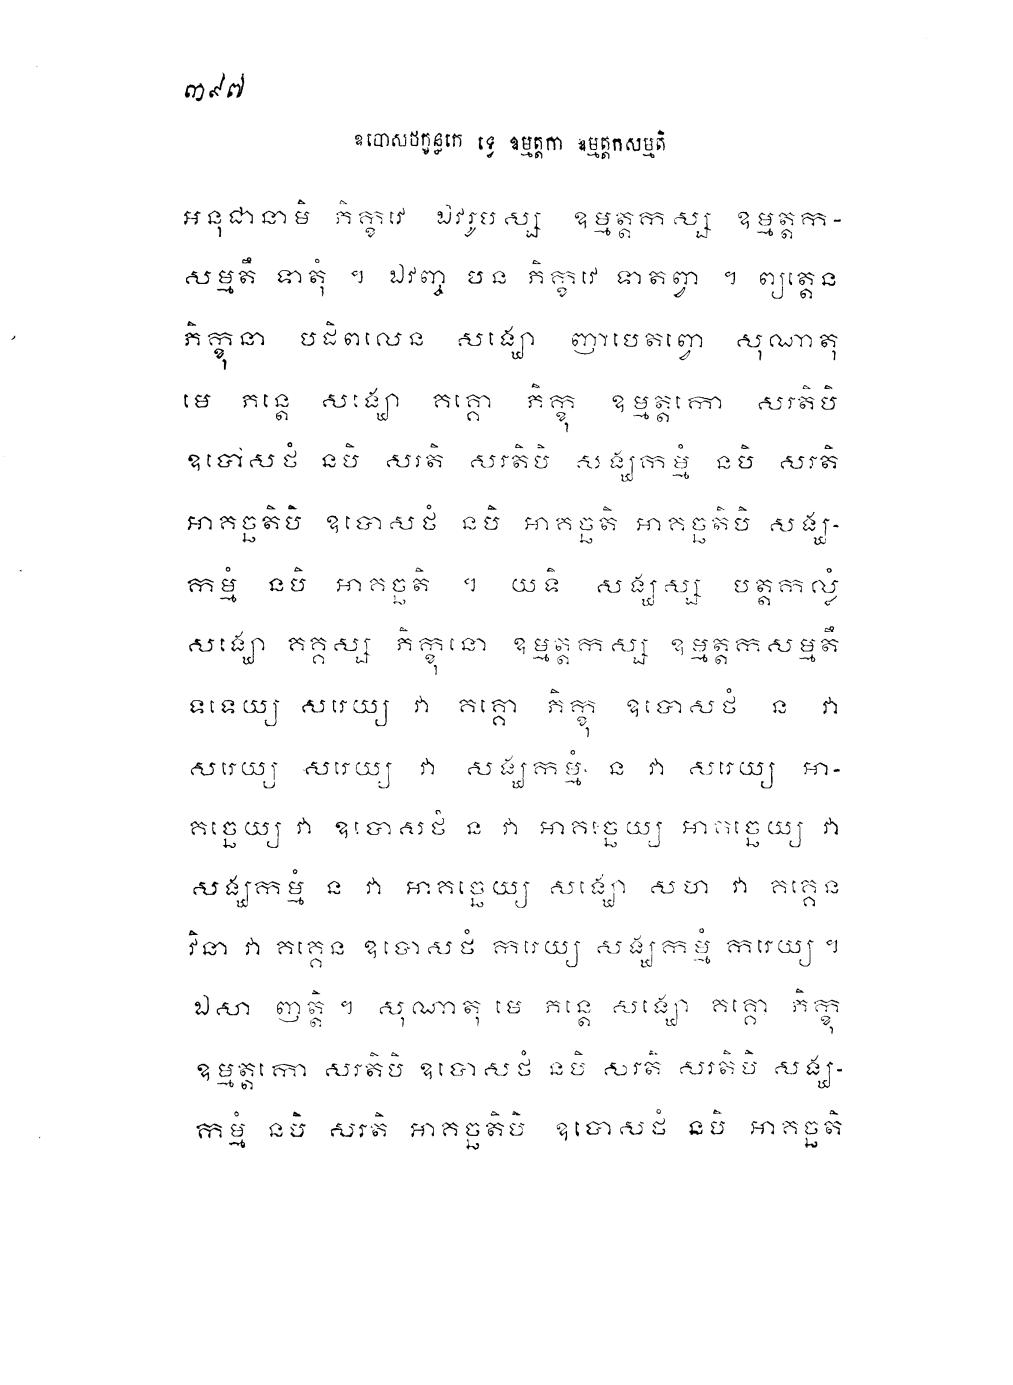 ៣៩៧
ឧបោសថក្ខន្ធកេ ទ្វេ ឧម្មត្តកា ឧម្មត្តកសម្មតិ
អនុជានាមិ ភិក្ខវេ ឯវរូបស្ស ឧម្មត្តកស្ស ឧម្មត្តក-
សម្មតឹ ទាតុំ ។ ឯវញ្ច បន ភិក្ខវេ ទាតព្វា ។ ព្យត្តេន
ភិក្ខុនា បដិពលេន សង្ឃោ ញាបេតព្វោ សុណាតុ
មេ ភន្តេ សង្ឃោ គគ្គោ ភិក្ខុ ឧម្មត្តកោ សរតិបិ
ឧបោសថំ នបិ សរតិ សរតិបិ សង្ឃកម្មំ នបិ សរតិ
អាគច្ឆតិបិ ឧបោសថំ នបិ អាគច្ឆតិ អាគច្ឆតិបិ សង្ឃ-
កម្មំ នបិ អាគច្ឆតិ ។ យទិ សង្ឃស្ស បត្តកល្លំ
សង្ឃោ គគ្គស្ស ភិក្ខុនោ ឧម្មត្តកស្ស ឧម្មត្តកសម្មតឹ
ទទេយ្យ សរេយ្យ វា គគ្គោ ភិក្ខុ ឧបោសថំ ន វា
សរេយ្យ សរេយ្យ វា សង្ឃកម្មំ ន វា សរេយ្យ អា-
គច្ឆេយ្យ វា ឧបោសថំ ន វា អាគច្ឆេយ្យ អាគច្ឆេយ្យ វា
សង្ឃកម្មំ ន វា អាគច្ឆេយ្យ សង្ឃោ សហ វា គគ្គេន
វិនា វា គគ្គេន ឧបោសថំ ករេយ្យ សង្ឃកម្មំ ករេយ្យ ។
ឯសា ញត្តិ ។ សុណាតុ មេ ភន្តេ សង្ឃោ គគ្គោ ភិក្ខុ
ឧម្មត្តកោ សរតិបិ ឧបោសថំ នបិ សរតិ សរតិបិ សង្ឃ-
កម្មំ នបិ សរតិ អាគច្ឆតិបិ ឧបោសថំ នបិ អាគច្ឆតិ